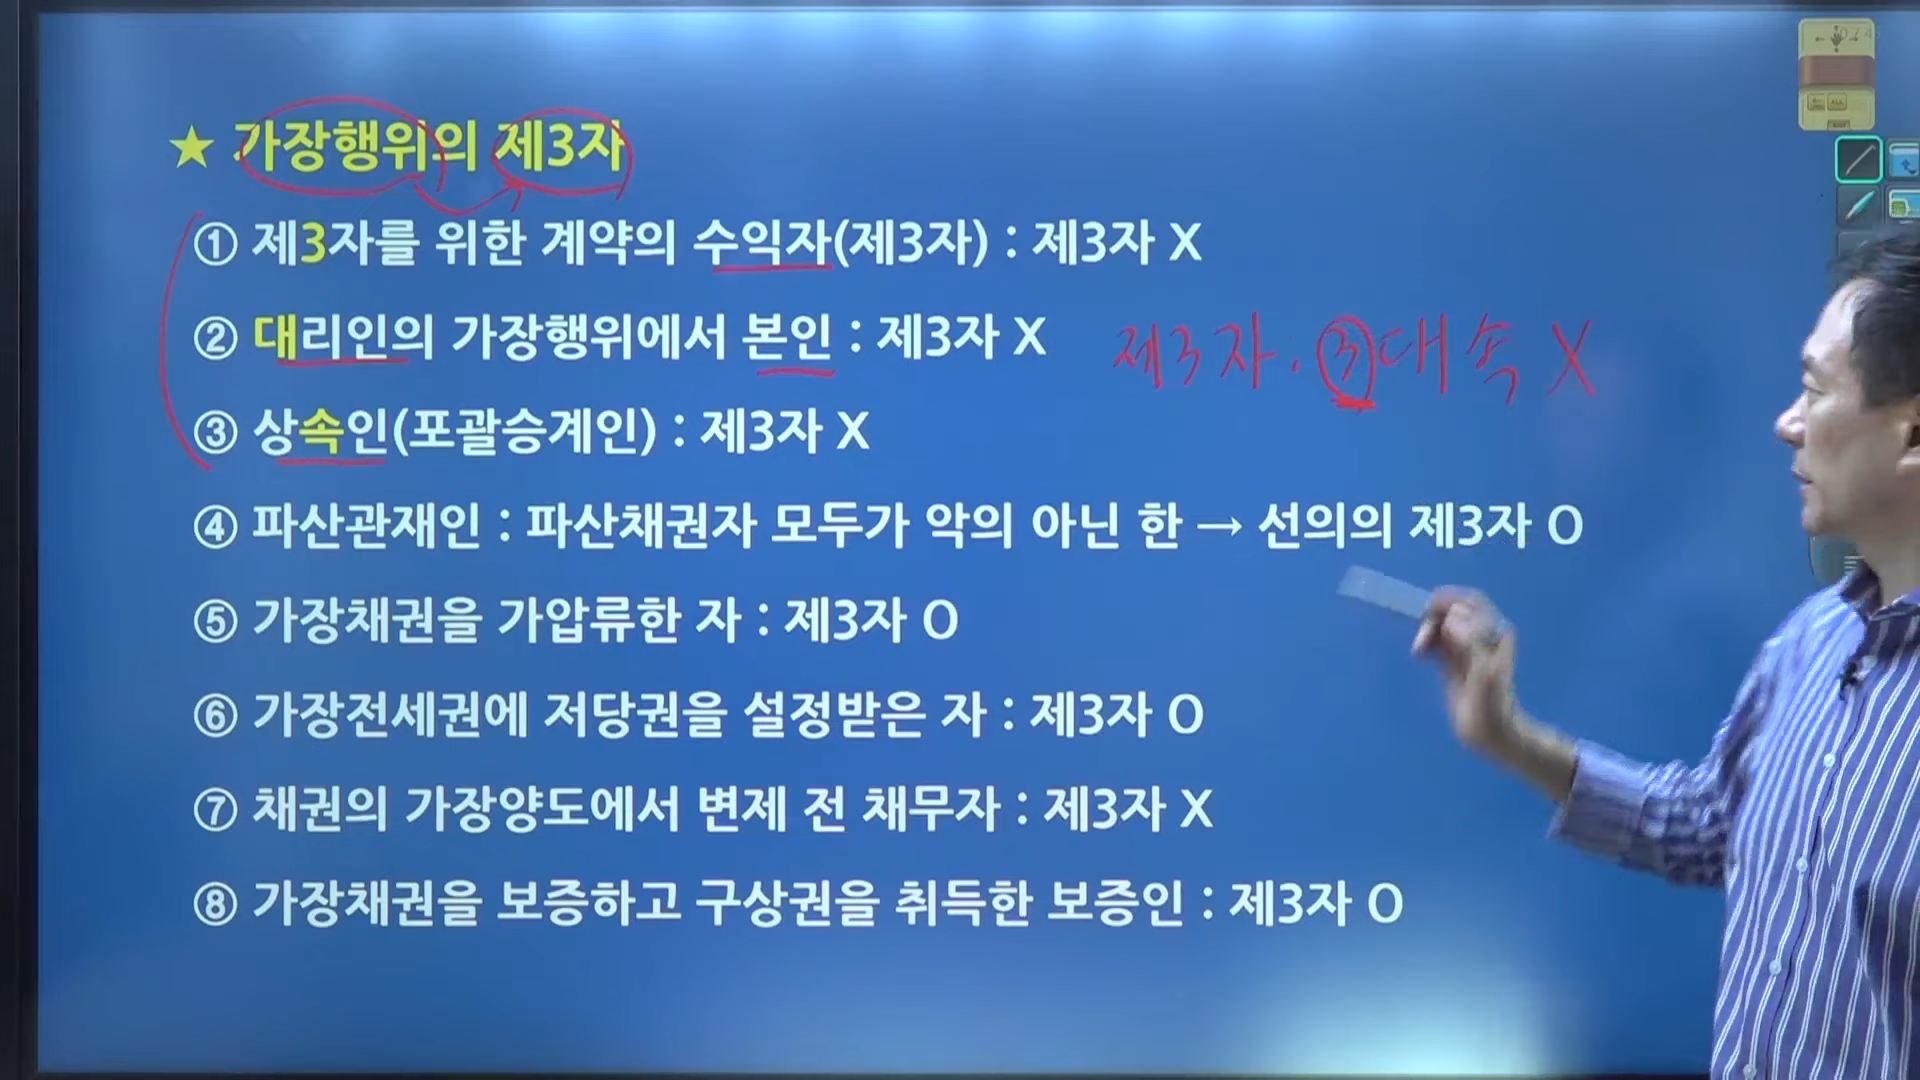 ★ 가장행위의 제3자
① 제3자를 위한 계약의 수익자(제3자) : 제3자 X
② 대리인의 가장행위에서 본인 : 제3자 X
제3자. ③대속 X
③ 상속인(포괄승계인) : 제3자 X
④ 파산관재인 : 파산채권자 모두가 악의 아닌 한 → 선의의 제3자 O
⑤ 가장채권을 가압류한 자 : 제3자 O
⑥ 가장전세권에 저당권을 설정받은 자 : 제3자 O
⑦ 채권의 가장양도에서 변제 전 채무자 : 제3자 X
⑧ 가장채권을 보증하고 구상권을 취득한 보증인 : 제3자 O